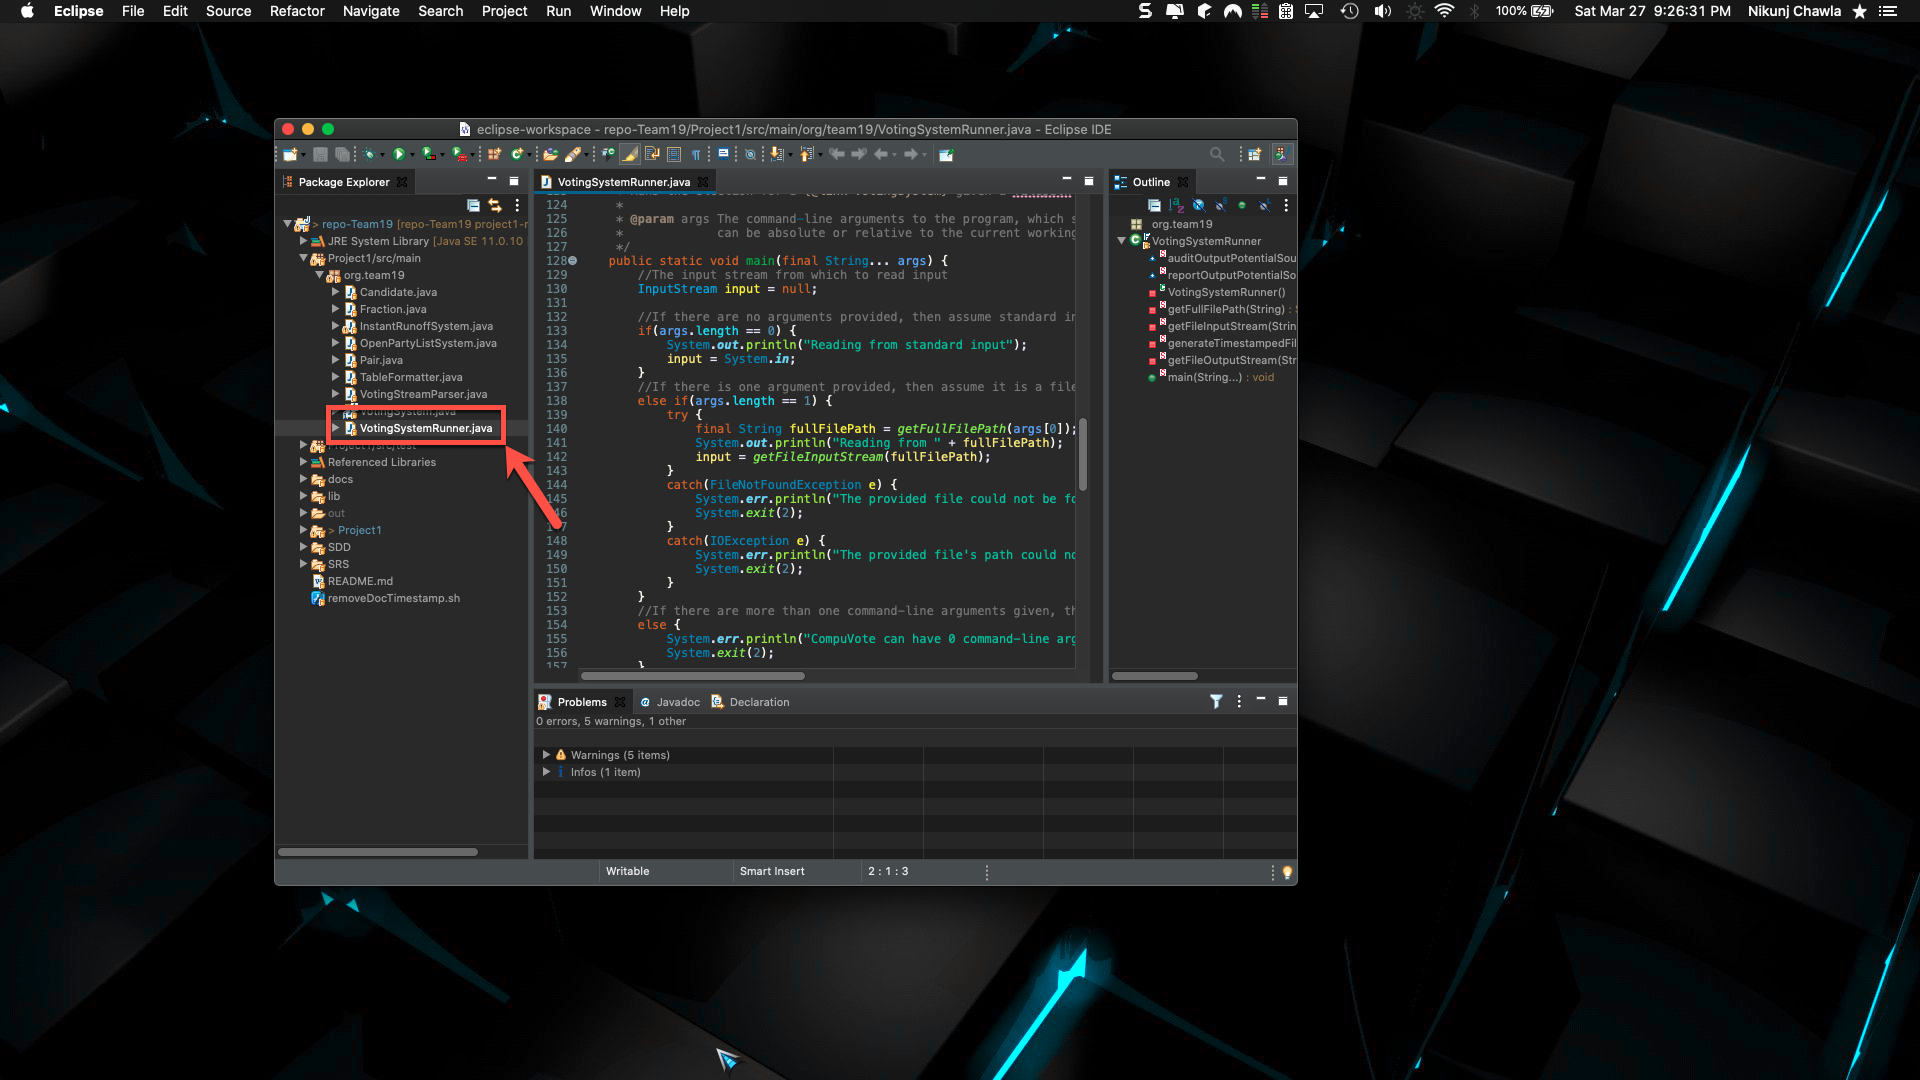 Eclipse File Edit Source Refactor Navigate Search Project Run Window Help
100% Sat Mar 27 9:26:31 PM Nikunj Chawla
eclipse-workspace - repo-Team19/Project1/src/main/org/team19/VotingSystemRunner.java - Eclipse IDE
Package Explorer
> repo-Team19 [repo-Team19 project1-r
JRE System Library [Java SE 11.0.10
Project1/src/main
org.team19
Candidate.java
Fraction.java
InstantRunoffSystem.java
OpenPartyListSystem.java
Pair.java
TableFormatter.java
VotingStreamParser.java
VotingSystem.java
VotingSystemRunner.java
Project1/src/test
Referenced Libraries
docs
lib
out
> Project1
SDD
SRS
README.md
removeDocTimestamp.sh
VotingSystemRunner.java
124 *
125 * @param args The command-line arguments to the program, which s
126 * can be absolute or relative to the current working
127 */
128 public static void main(final String... args) {
129 //The input stream from which to read input
130 InputStream input = null;
131
132 //If there are no arguments provided, then assume standard in
133 if(args.length == 0) {
134 System.out.println("Reading from standard input");
135 input = System.in;
136 }
137 //If there is one argument provided, then assume it is a file
138 else if(args.length == 1) {
139 try {
140 final String fullFilePath = getFullFilePath(args[0]);
141 System.out.println("Reading from " + fullFilePath);
142 input = getFileInputStream(fullFilePath);
143 }
144 catch(FileNotFoundException e) {
145 System.err.println("The provided file could not be fo
146 System.exit(2);
147 }
148 catch(IOException e) {
149 System.err.println("The provided file's path could no
150 System.exit(2);
151 }
152 }
153 //If there are more than one command-line arguments given, th
154 else {
155 System.err.println("CompuVote can have 0 command-line arg
156 System.exit(2);
157 }
Outline
org.team19
VotingSystemRunner
auditOutputPotentialSou
reportOutputPotentialSo
VotingSystemRunner()
getFullFilePath(String) : S
getFileInputStream(Strin
generateTimestampedFil
getFileOutputStream(Str
main(String...) : void
Problems Javadoc Declaration
0 errors, 5 warnings, 1 other
Warnings (5 items)
Infos (1 item)
Writable Smart Insert 2 : 1 : 3